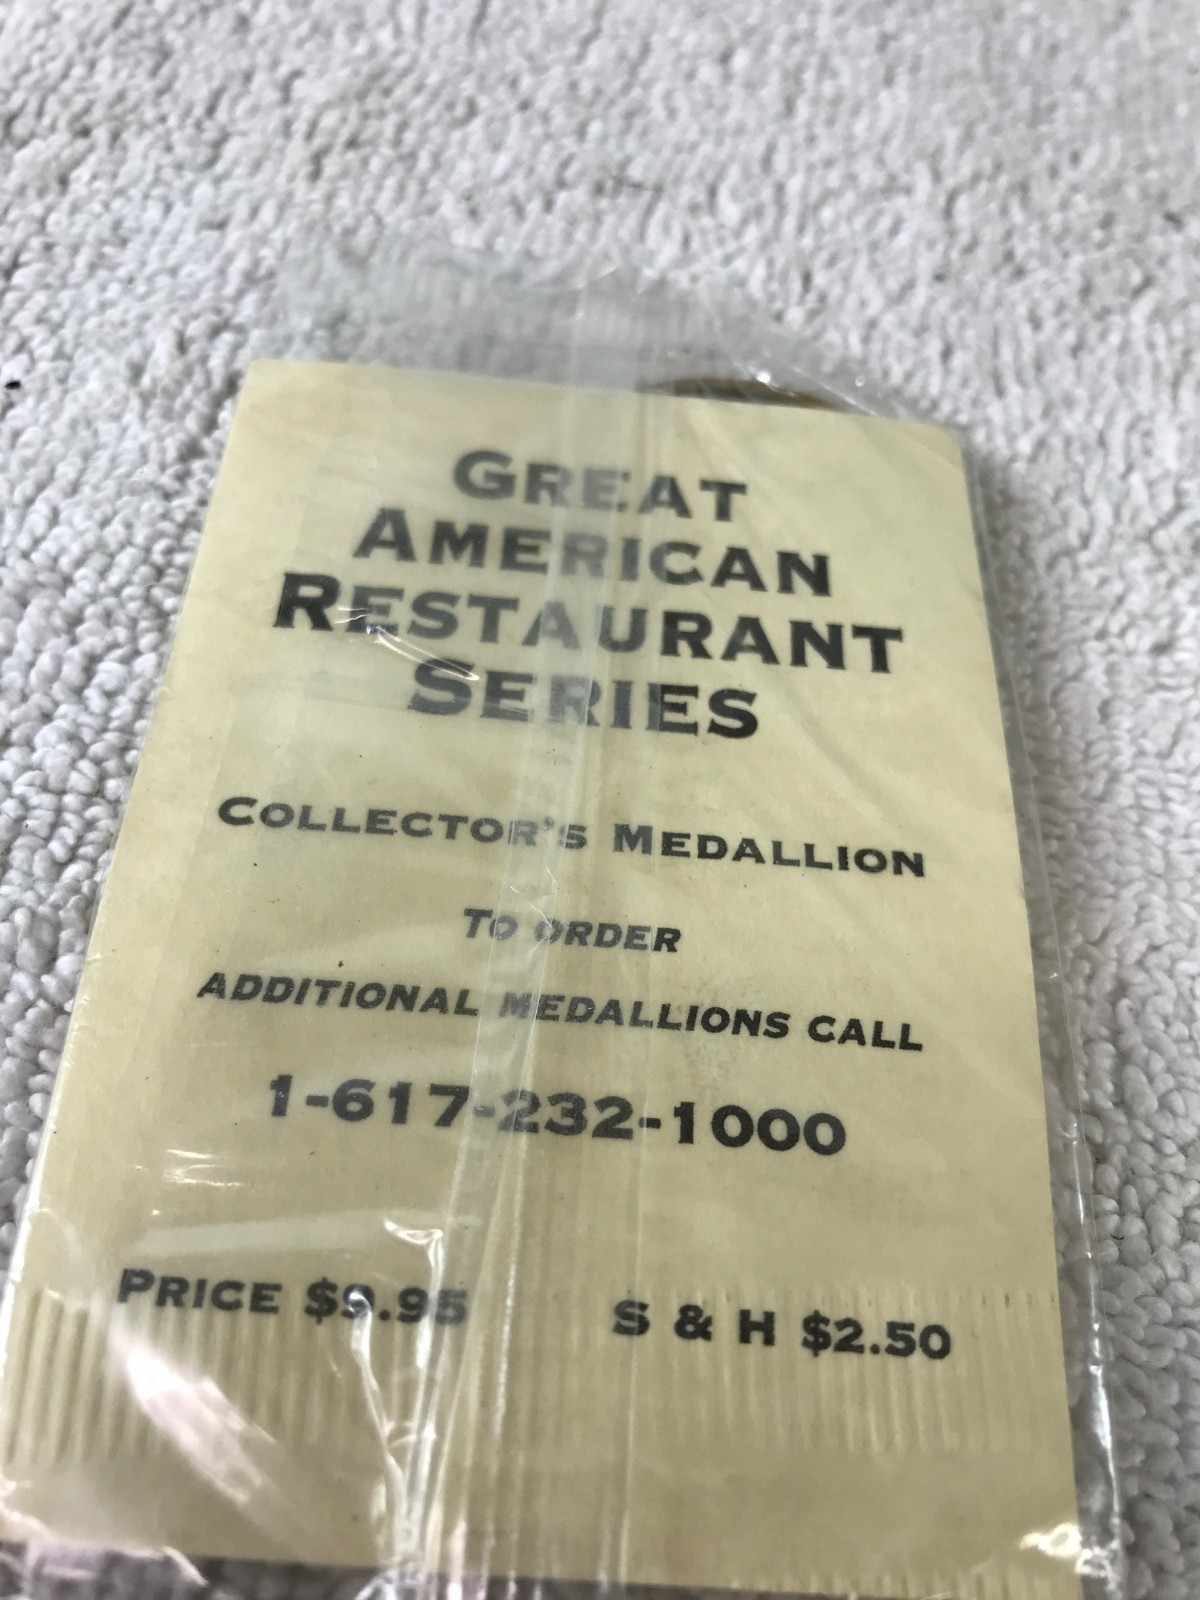 GREAT
AMERICAN
RESTAURANT
SERIES
COLLECTOR'S MEDALLION
TO ORDER
ADDITIONAL MEDALLIONS CALL
1-617-232-1000
PRICE $9.95 S & H $2.50